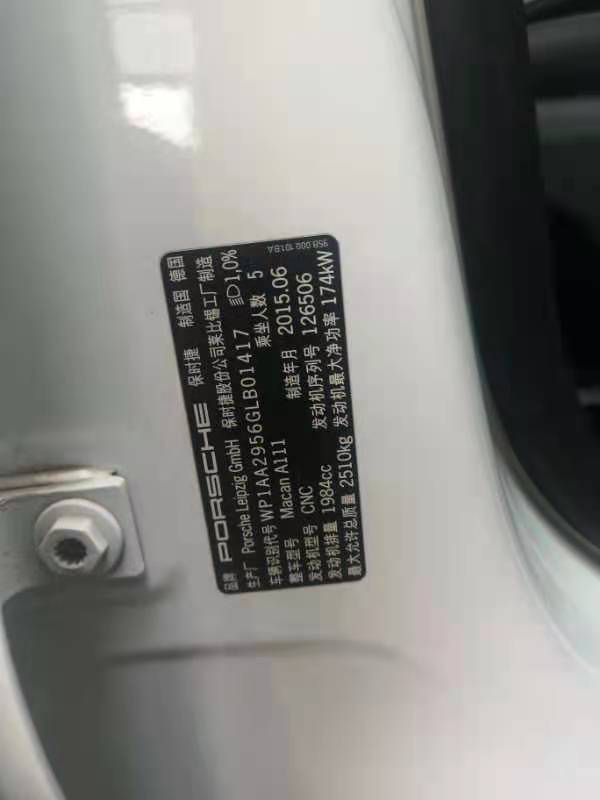 品牌 PORSCHE 保时捷 制造国 德国
生产厂 Porsche Leipzig GmbH 保时捷股份公司莱比锡工厂制造
车辆识别代号 WP1AA2956GLB01417 1,0%
整车型号 Macan A111 乘坐人数 5
制造年月 2015.06
发动机型号 CNC 发动机序列号 126506
发动机排量 1984cc 发动机最大净功率 174kW
最大允许总质量 2510kg
95B.000.101BA